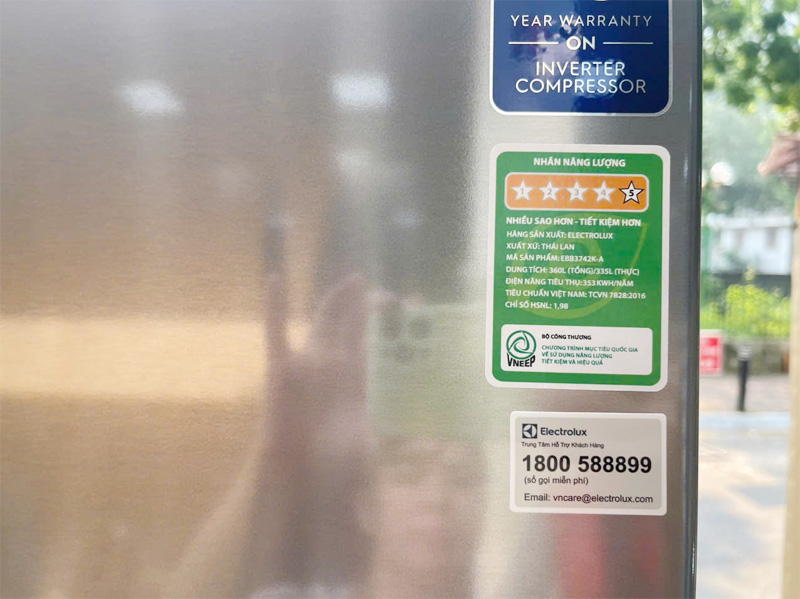 YEAR WARRANTY
ON
INVERTER
COMPRESSOR
NHÃN NĂNG LƯỢNG
1 2 3 4 5
NHIỀU SAO HƠN - TIẾT KIỆM HƠN
HÃNG SẢN XUẤT: ELECTROLUX
XUẤT XỨ: THÁI LAN
MÃ SẢN PHẨM: EBB3742K-A
DUNG TÍCH: 360L (TỔNG)/335L (THỰC)
ĐIỆN NĂNG TIÊU THỤ: 353 KWH/NĂM
TIÊU CHUẨN VIỆT NAM: TCVN 7828:2016
CHỈ SỐ HSNL: 1,98
BỘ CÔNG THƯƠNG
CHƯƠNG TRÌNH MỤC TIÊU QUỐC GIA
VỀ SỬ DỤNG NĂNG LƯỢNG
TIẾT KIỆM VÀ HIỆU QUẢ
VNEEP
Electrolux
Trung Tâm Hỗ Trợ Khách Hàng
1800 588899
(số gọi miễn phí)
Email: vncare@electrolux.com